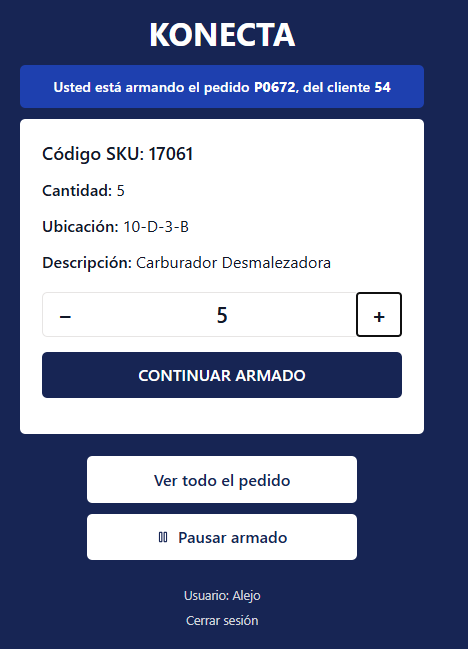 KONECTA
Usted está armando el pedido P0672, del cliente 54
Código SKU: 17061
Cantidad: 5
Ubicación: 10-D-3-B
Descripción: Carburador Desmalezadora
– 5 +
CONTINUAR ARMADO
Ver todo el pedido
Pausar armado
Usuario: Alejo
Cerrar sesión